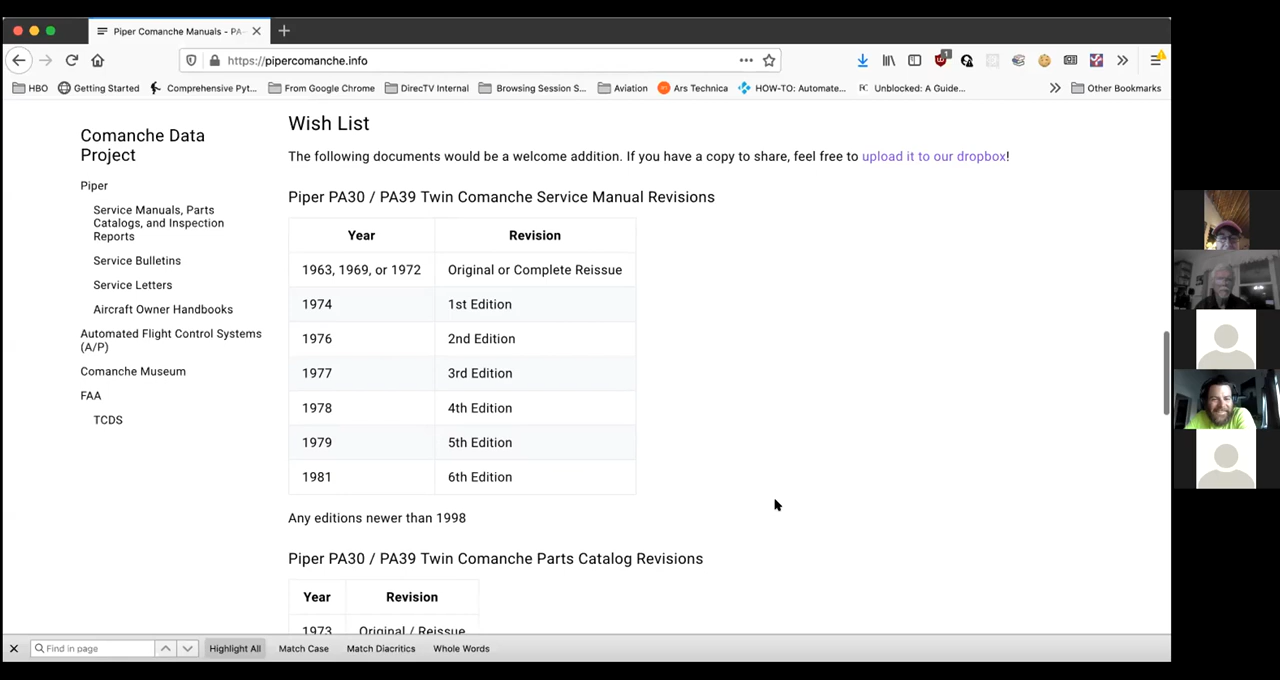 Piper Comanche Manuals - PA-
https://pipercomanche.info
1
HBO
Getting Started
Comprehensive Pyt...
From Google Chrome
DirecTV Internal
Browsing Session S...
Aviation
Ars Technica
HOW-TO: Automate...
Unblocked: A Guide...
Other Bookmarks
Comanche Data
Project
Piper
Service Manuals, Parts
Catalogs, and Inspection
Reports
Service Bulletins
Service Letters
Aircraft Owner Handbooks
Automated Flight Control Systems
(A/P)
Comanche Museum
FAA
TCDS
Wish List
The following documents would be a welcome addition. If you have a copy to share, feel free to upload it to our dropbox!
Piper PA30 / PA39 Twin Comanche Service Manual Revisions
Year Revision
1963, 1969, or 1972 Original or Complete Reissue
1974 1st Edition
1976 2nd Edition
1977 3rd Edition
1978 4th Edition
1979 5th Edition
1981 6th Edition
Any editions newer than 1998
Piper PA30 / PA39 Twin Comanche Parts Catalog Revisions
Year Revision
1973 Original / Reissue
Find in page
Highlight All
Match Case
Match Diacritics
Whole Words